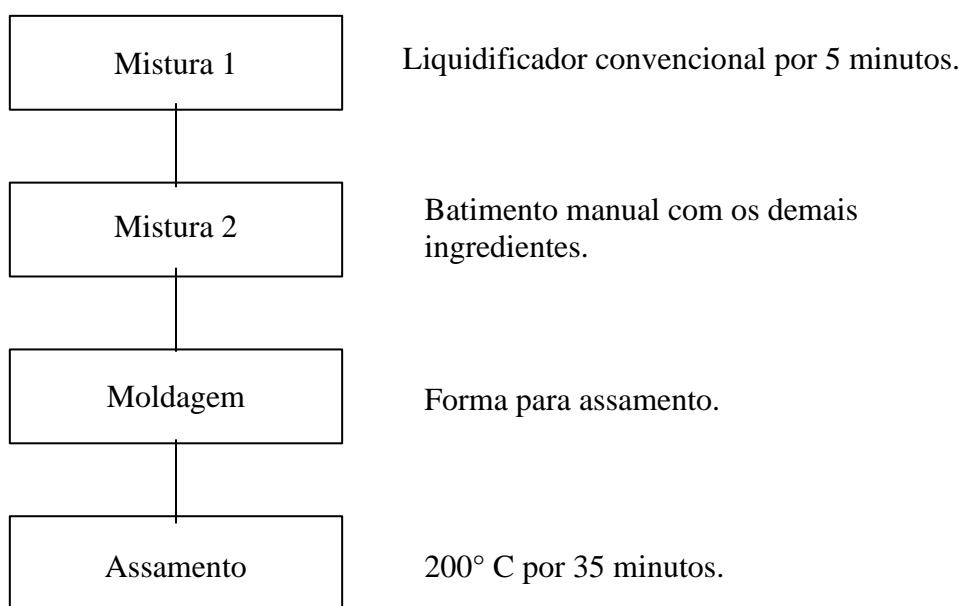 Mistura 1
Liquidificador convencional por 5 minutos.
Mistura 2
Batimento manual com os demais
ingredientes.
Moldagem
Forma para assamento.
Assamento
200° C por 35 minutos.